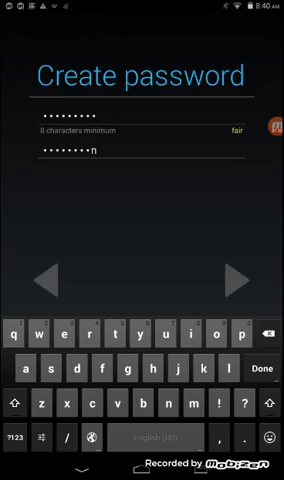 8:40 AM
Create password
•••••••••
8 characters minimum fair
••••••••n
q w e r t y u i o p
a s d f g h j k l Done
z x c v b n m ! ?
?123 / English (US) , .
Recorded by mobizen